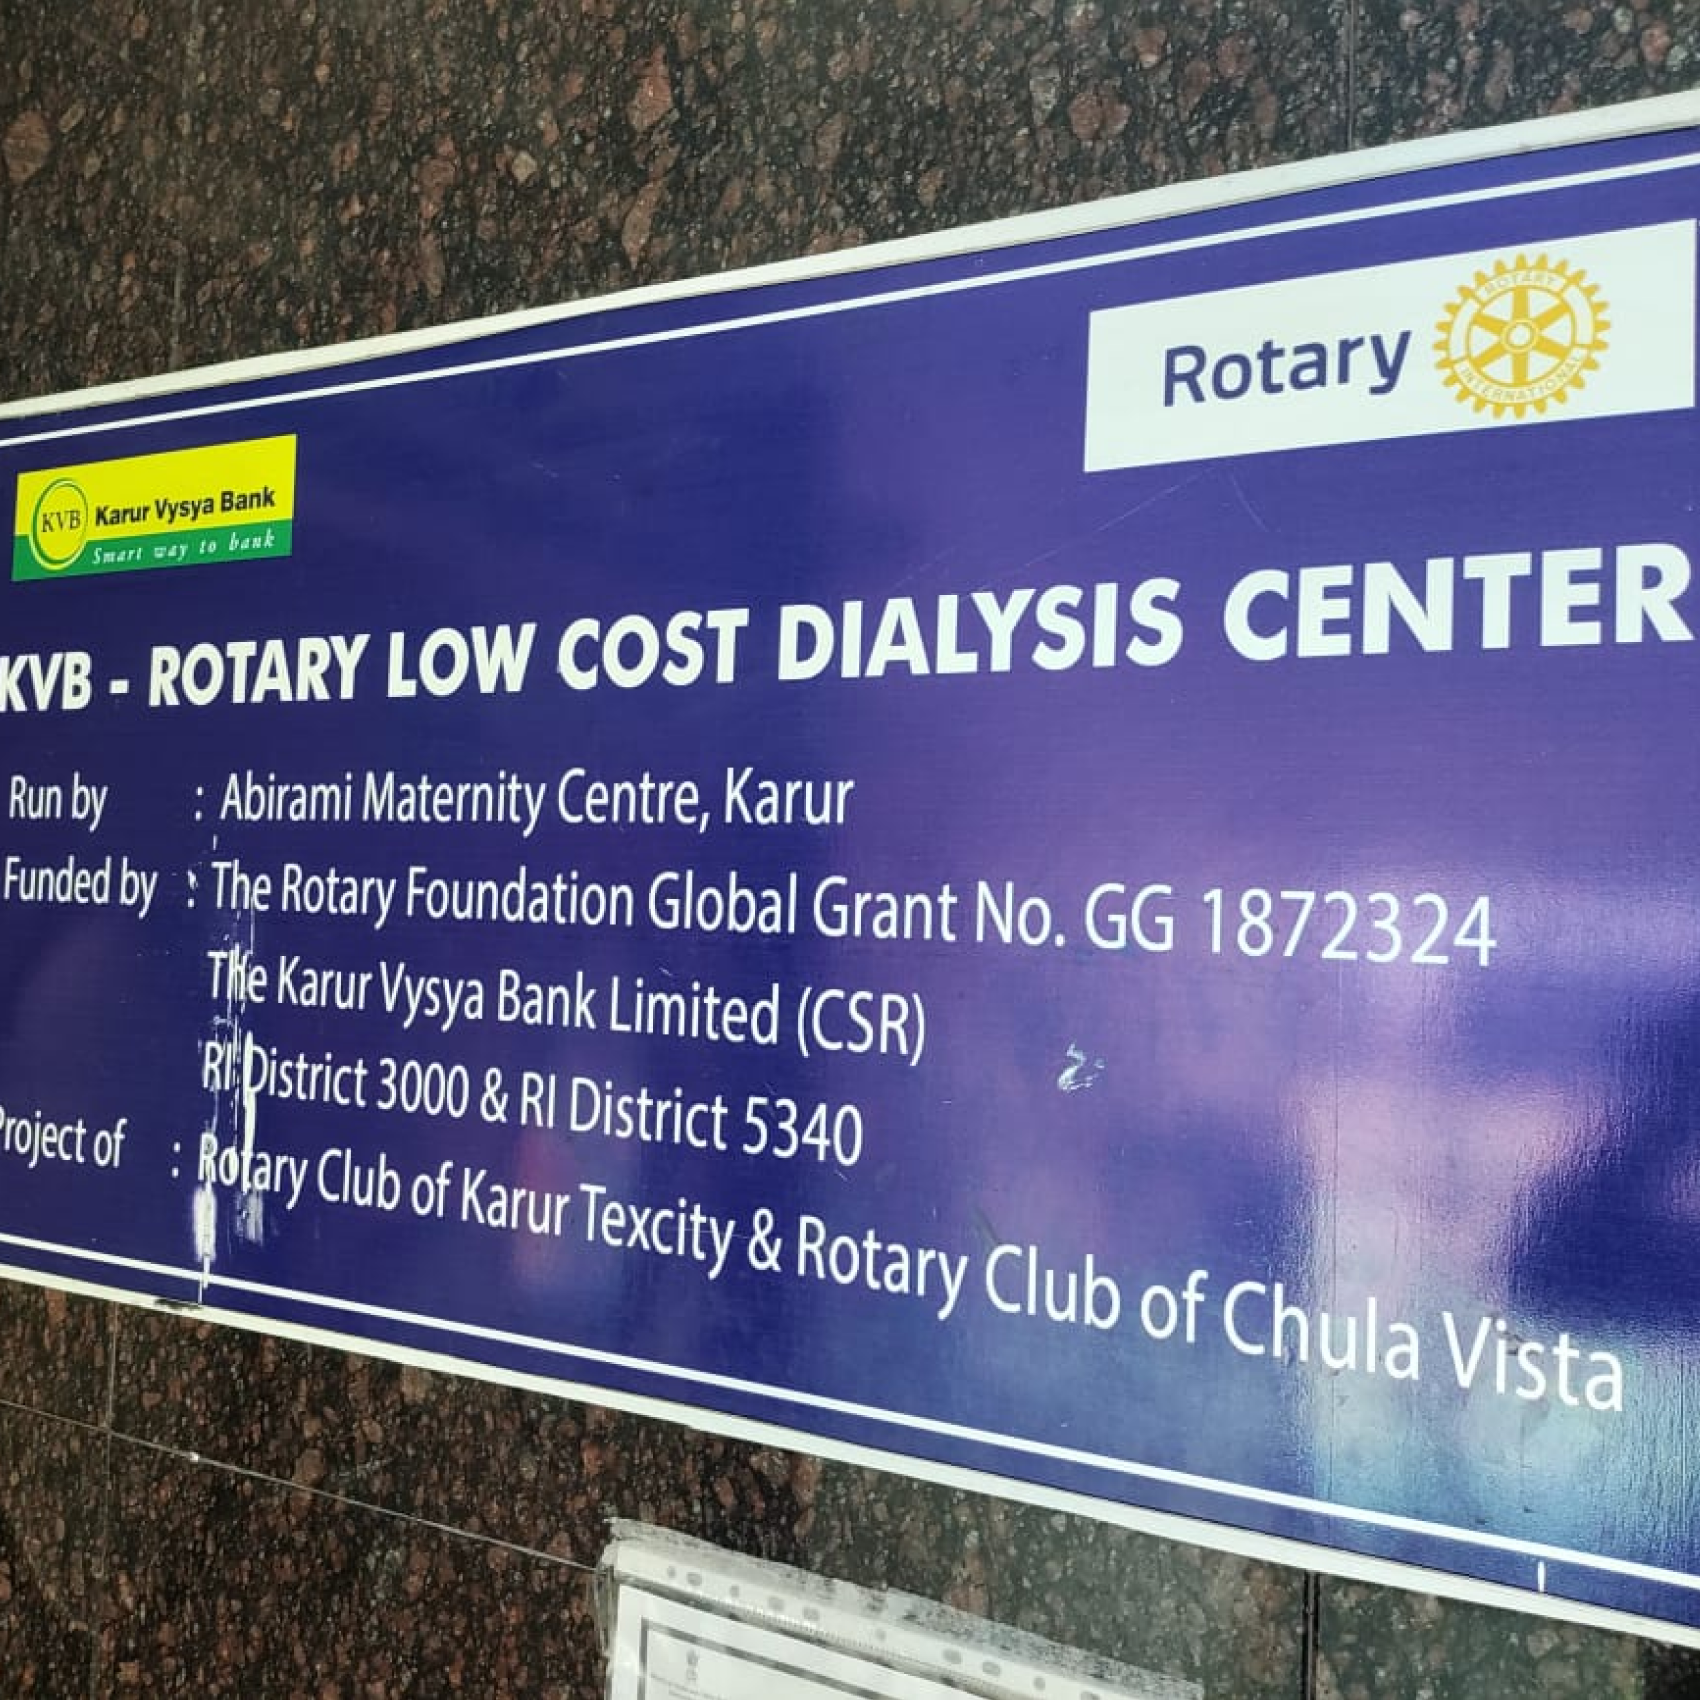 Rotary
ROTARY
INTERNATIONAL
KVB Karur Vysya Bank
Smart way to bank
KVB - ROTARY LOW COST DIALYSIS CENTER
Run by : Abirami Maternity Centre, Karur
Funded by : The Rotary Foundation Global Grant No. GG 1872324
The Karur Vysya Bank Limited (CSR)
RI District 3000 & RI District 5340
Project of : Rotary Club of Karur Texcity & Rotary Club of Chula Vista